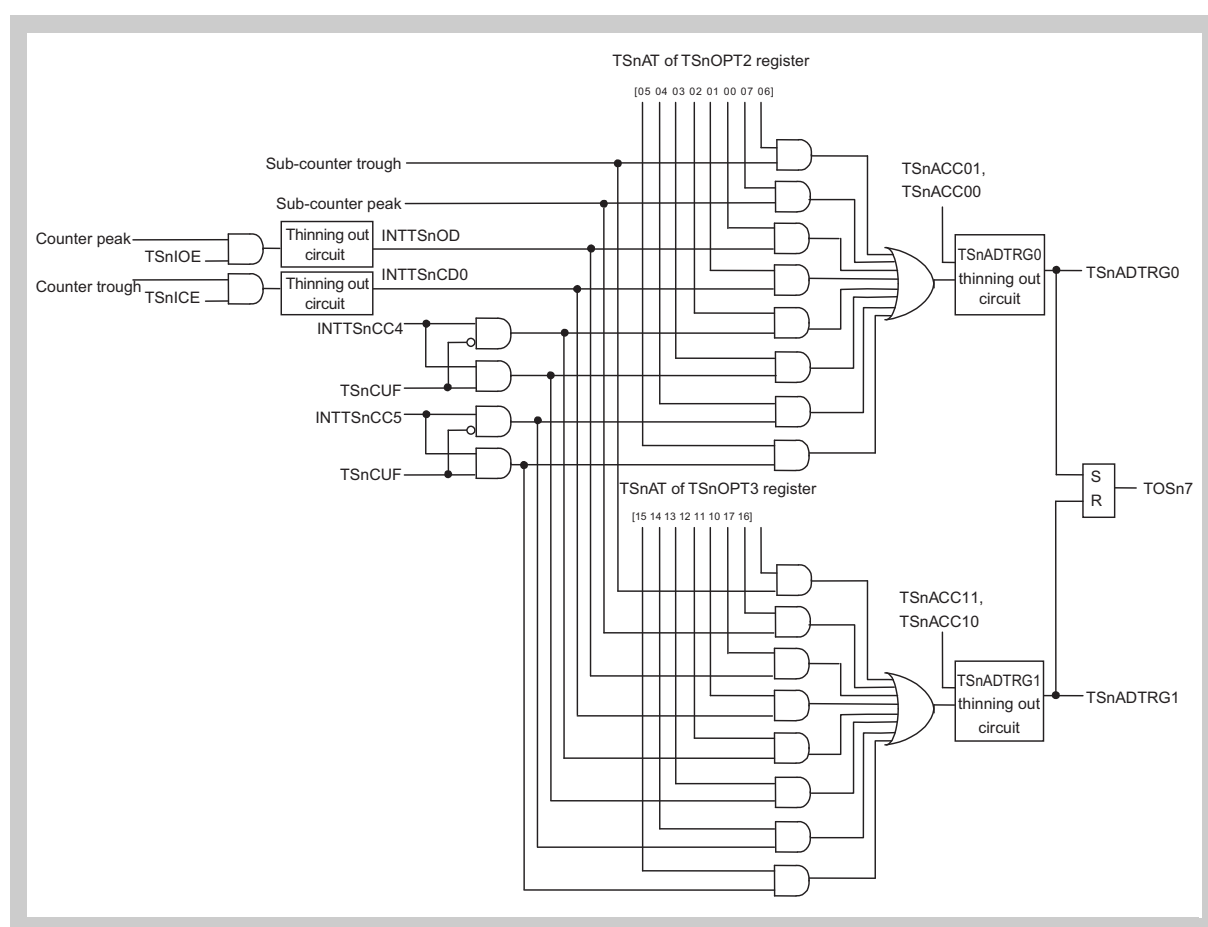 TSnAT of TSnOPT2 register
[05 04 03 02 01 00 07 06]
Sub-counter trough
TSnACC01,
TSnACC00
Sub-counter peak
Counter peak
TSnIOE
Thinning out
circuit
INTTSnOD
TSnADTRG0
thinning out
circuit
TSnADTRG0
Counter trough
TSnICE
Thinning out
circuit
INTTSnCD0
INTTSnCC4
TSnCUF
INTTSnCC5
TSnCUF
TSnAT of TSnOPT3 register
[15 14 13 12 11 10 17 16]
S
R
TOSn7
TSnACC11,
TSnACC10
TSnADTRG1
thinning out
circuit
TSnADTRG1